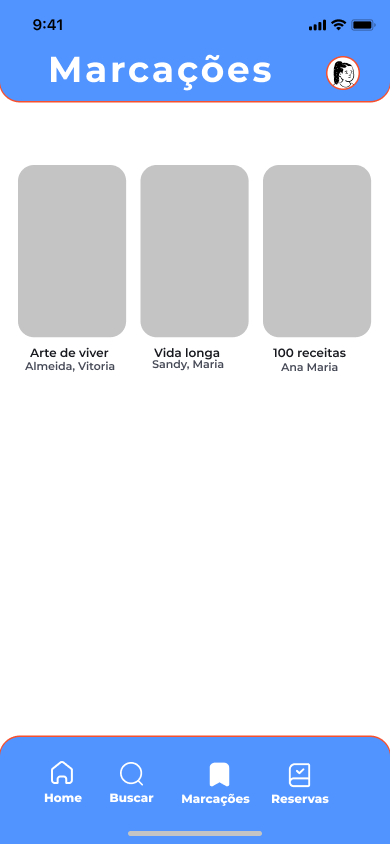 9:41
Marcações
Arte de viver
Almeida, Vitoria
Vida longa
Sandy, Maria
100 receitas
Ana Maria
Home
Buscar
Marcações
Reservas